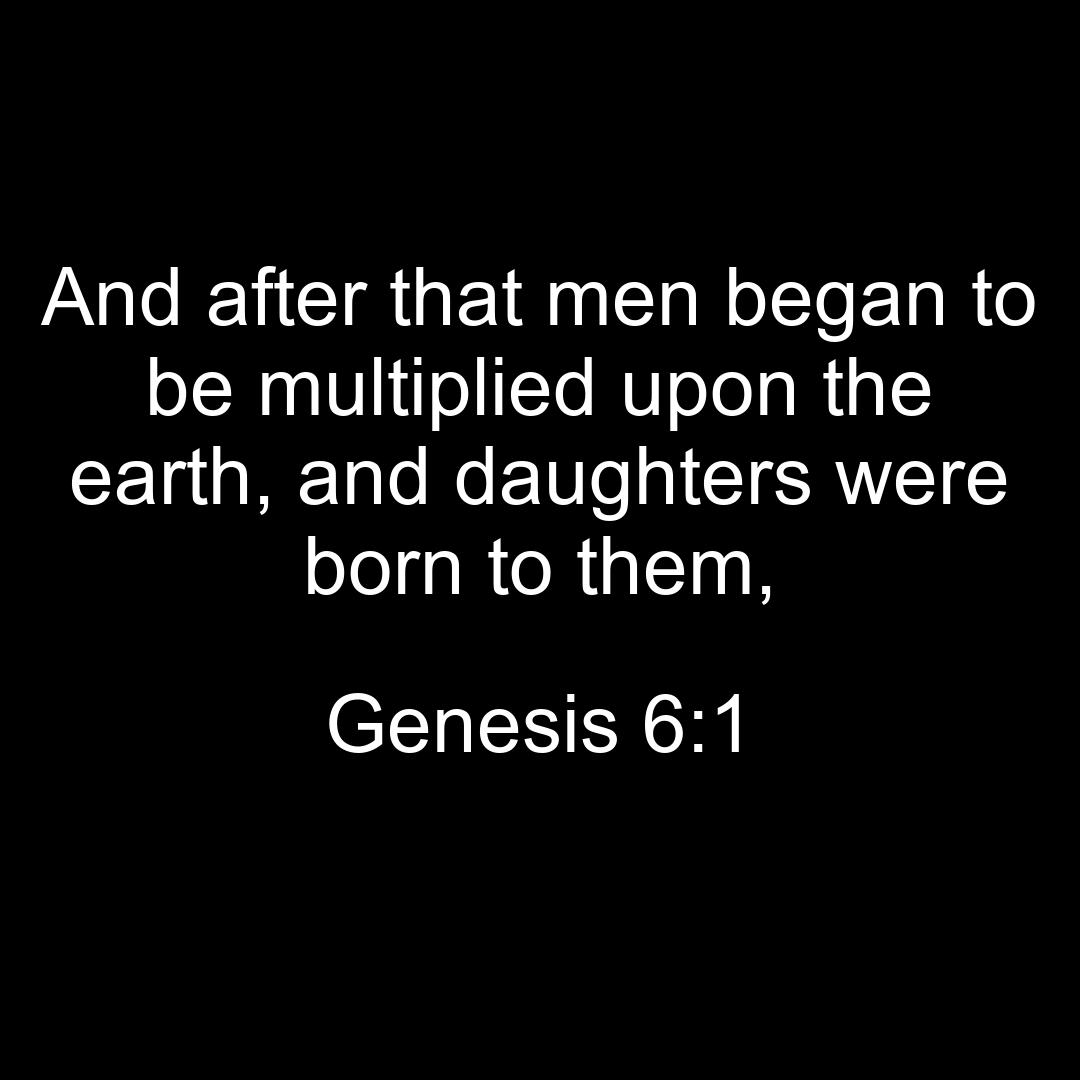 And after that men began to
be multiplied upon the
earth, and daughters were
born to them,
Genesis 6:1